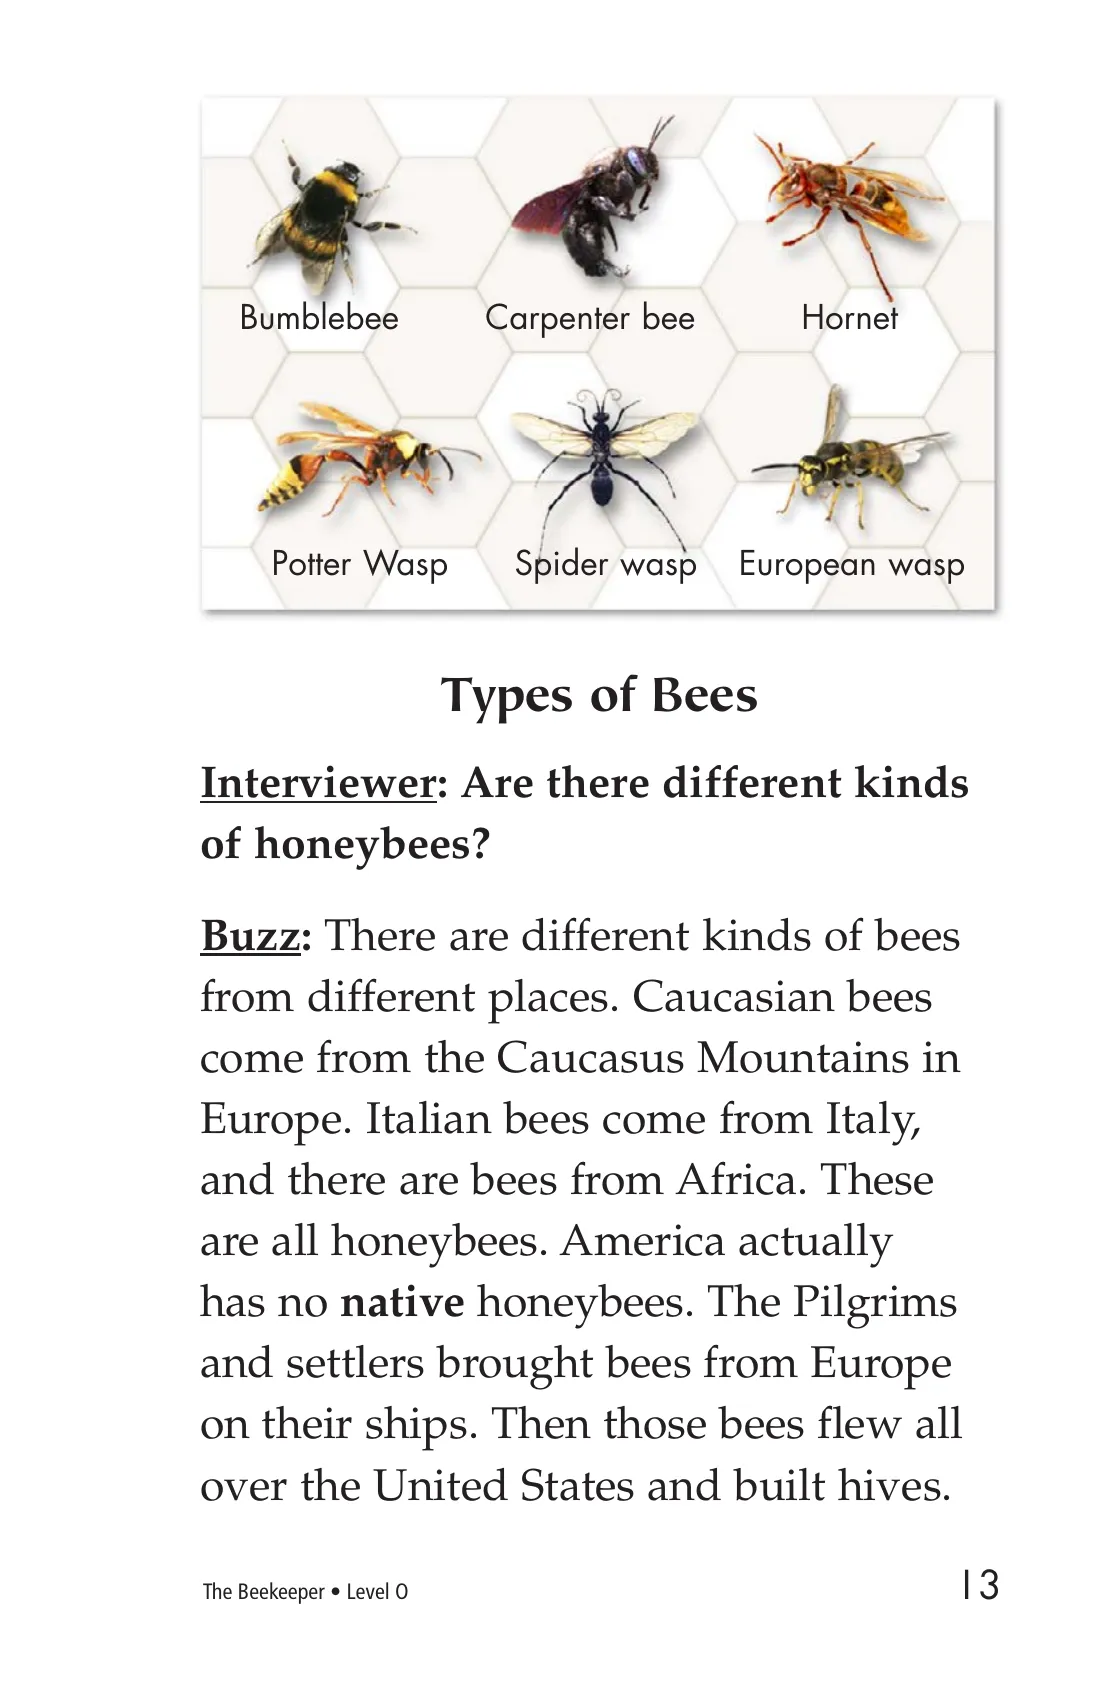 Bumblebee
Carpenter bee
Hornet
Potter Wasp
Spider wasp
European wasp
Types of Bees
Interviewer: Are there different kinds
of honeybees?
Buzz: There are different kinds of bees
from different places. Caucasian bees
come from the Caucasus Mountains in
Europe. Italian bees come from Italy,
and there are bees from Africa. These
are all honeybees. America actually
has no native honeybees. The Pilgrims
and settlers brought bees from Europe
on their ships. Then those bees flew all
over the United States and built hives.
The Beekeeper • Level O
13